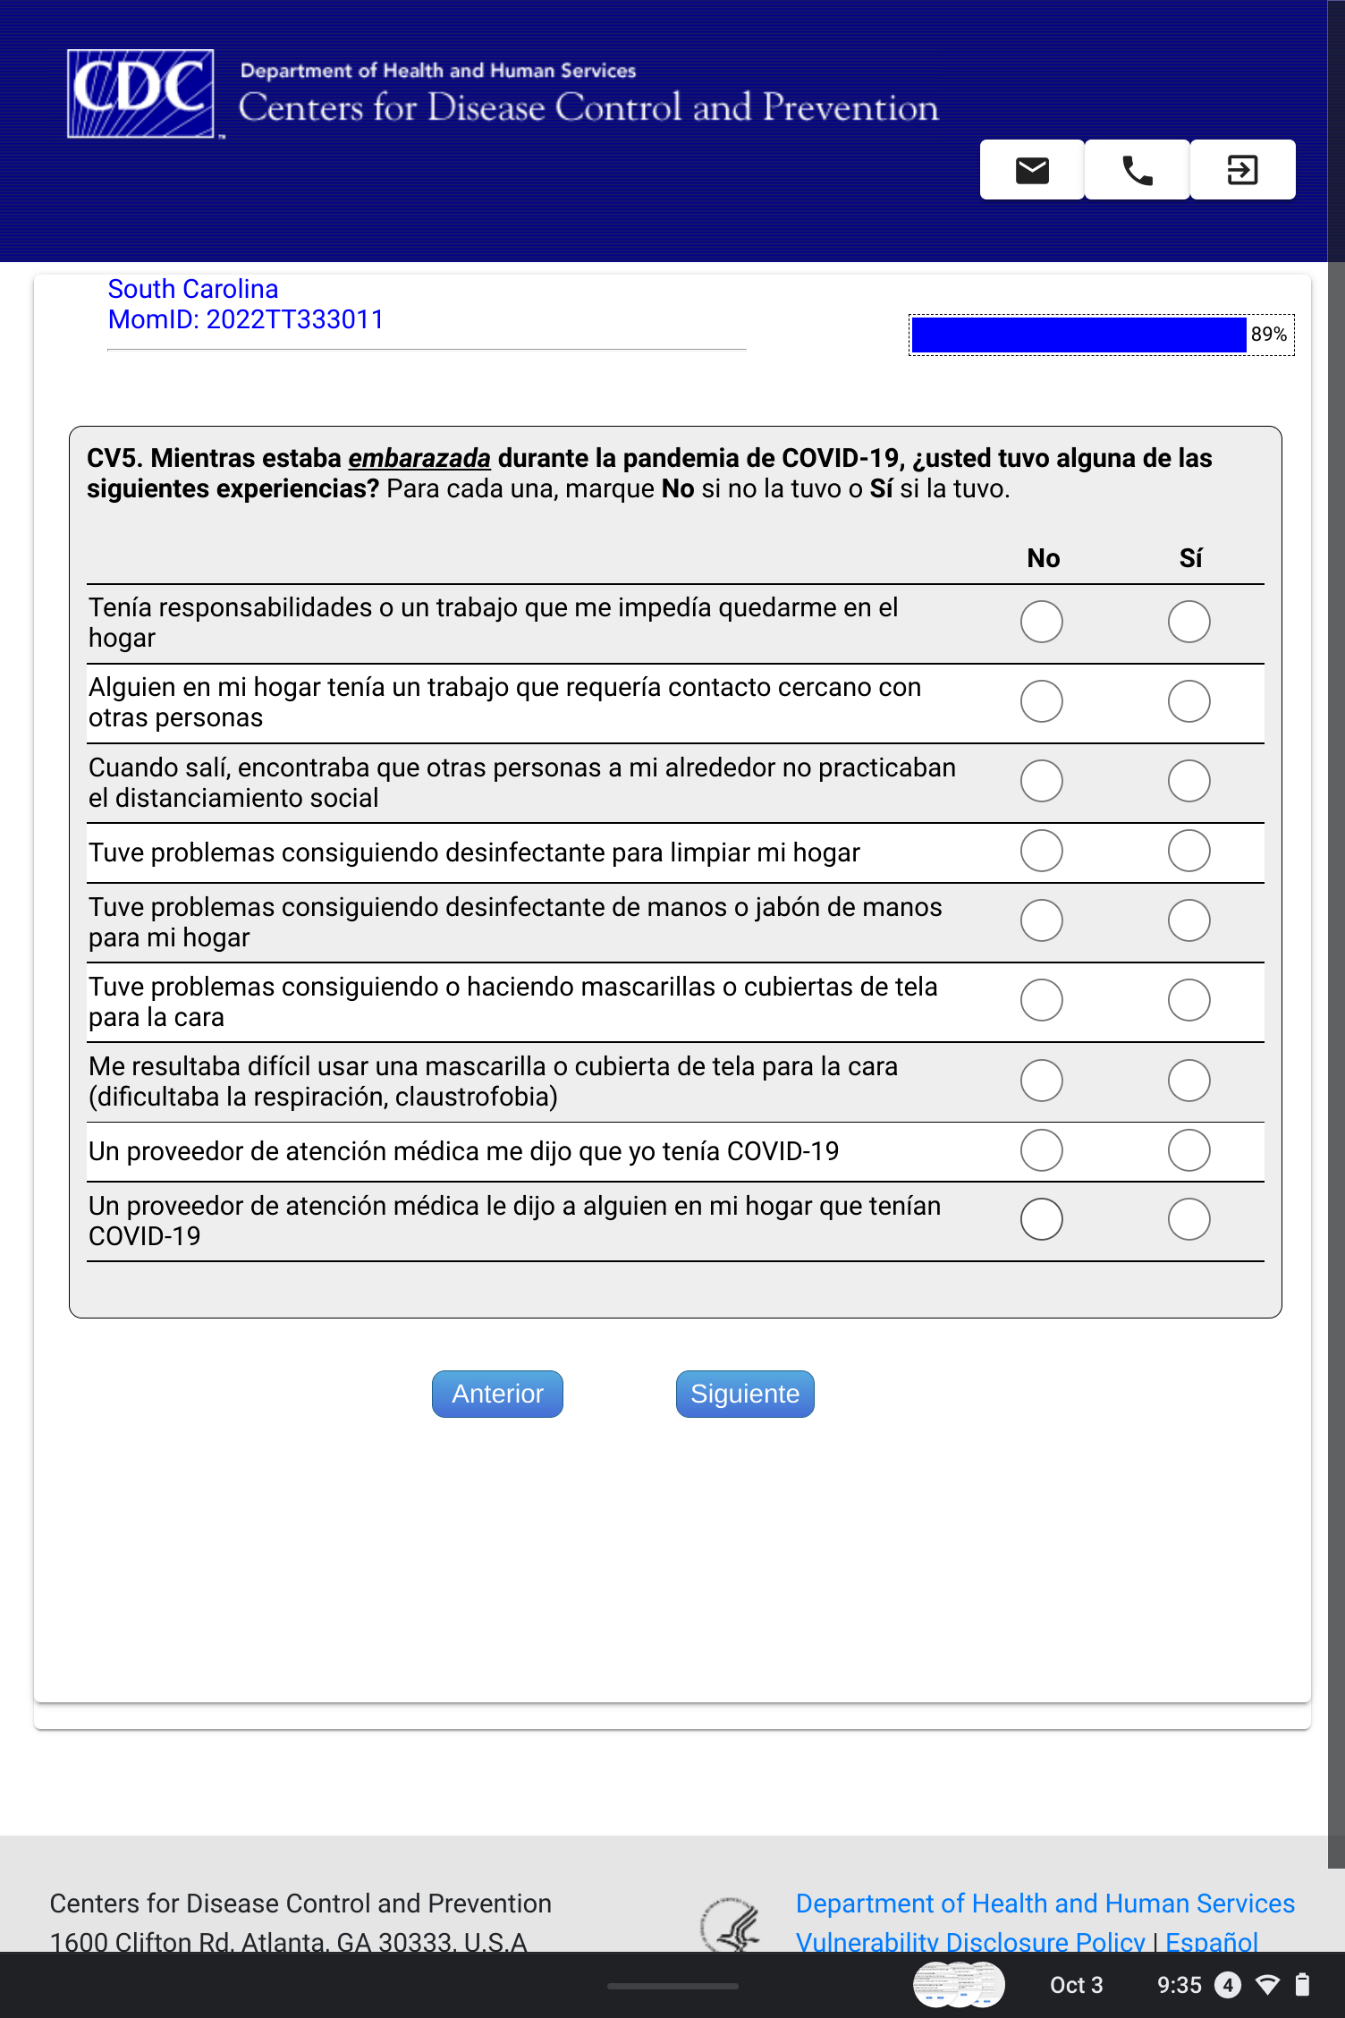 CDC
Department of Health and Human Services
Centers for Disease Control and Prevention
South Carolina
MomID: 2022TT333011
89%
CV5. Mientras estaba embarazada durante la pandemia de COVID-19, ¿usted tuvo alguna de las
siguientes experiencias? Para cada una, marque No si no la tuvo o Sí si la tuvo.
No Sí
Tenía responsabilidades o un trabajo que me impedía quedarme en el
hogar
Alguien en mi hogar tenía un trabajo que requería contacto cercano con
otras personas
Cuando salí, encontraba que otras personas a mi alrededor no practicaban
el distanciamiento social
Tuve problemas consiguiendo desinfectante para limpiar mi hogar
Tuve problemas consiguiendo desinfectante de manos o jabón de manos
para mi hogar
Tuve problemas consiguiendo o haciendo mascarillas o cubiertas de tela
para la cara
Me resultaba difícil usar una mascarilla o cubierta de tela para la cara
(dificultaba la respiración, claustrofobia)
Un proveedor de atención médica me dijo que yo tenía COVID-19
Un proveedor de atención médica le dijo a alguien en mi hogar que tenían
COVID-19
Anterior Siguiente
Centers for Disease Control and Prevention
1600 Clifton Rd. Atlanta, GA 30333, U.S.A
Department of Health and Human Services
Vulnerability Disclosure Policy | Español
Oct 3 9:35 4